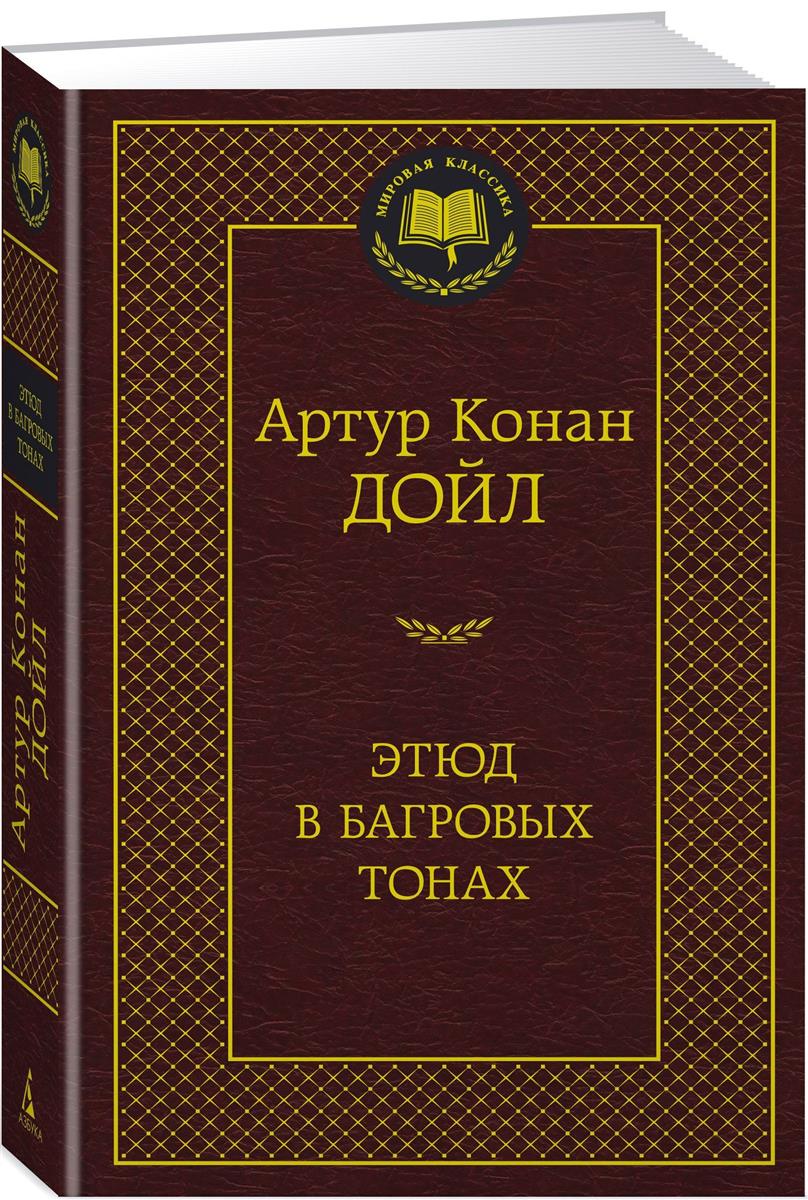 МИРОВАЯ КЛАССИКА
Артур Конан
ДОЙЛ
ЭТЮД
В БАГРОВЫХ
ТОНАХ
МИРОВАЯ КЛАССИКА
ЭТЮД
В БАГРОВЫХ
ТОНАХ
Артур Конан
ДОЙЛ
АЗБУКА